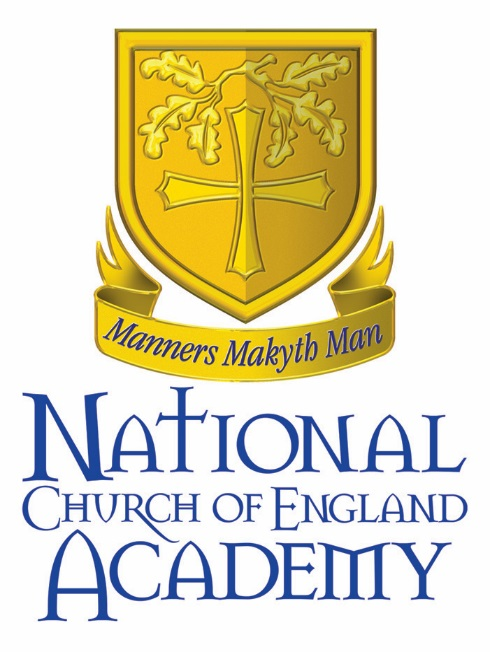 Manners Makyth Man
NATIONAL
CHURCH OF ENGLAND
ACADEMY